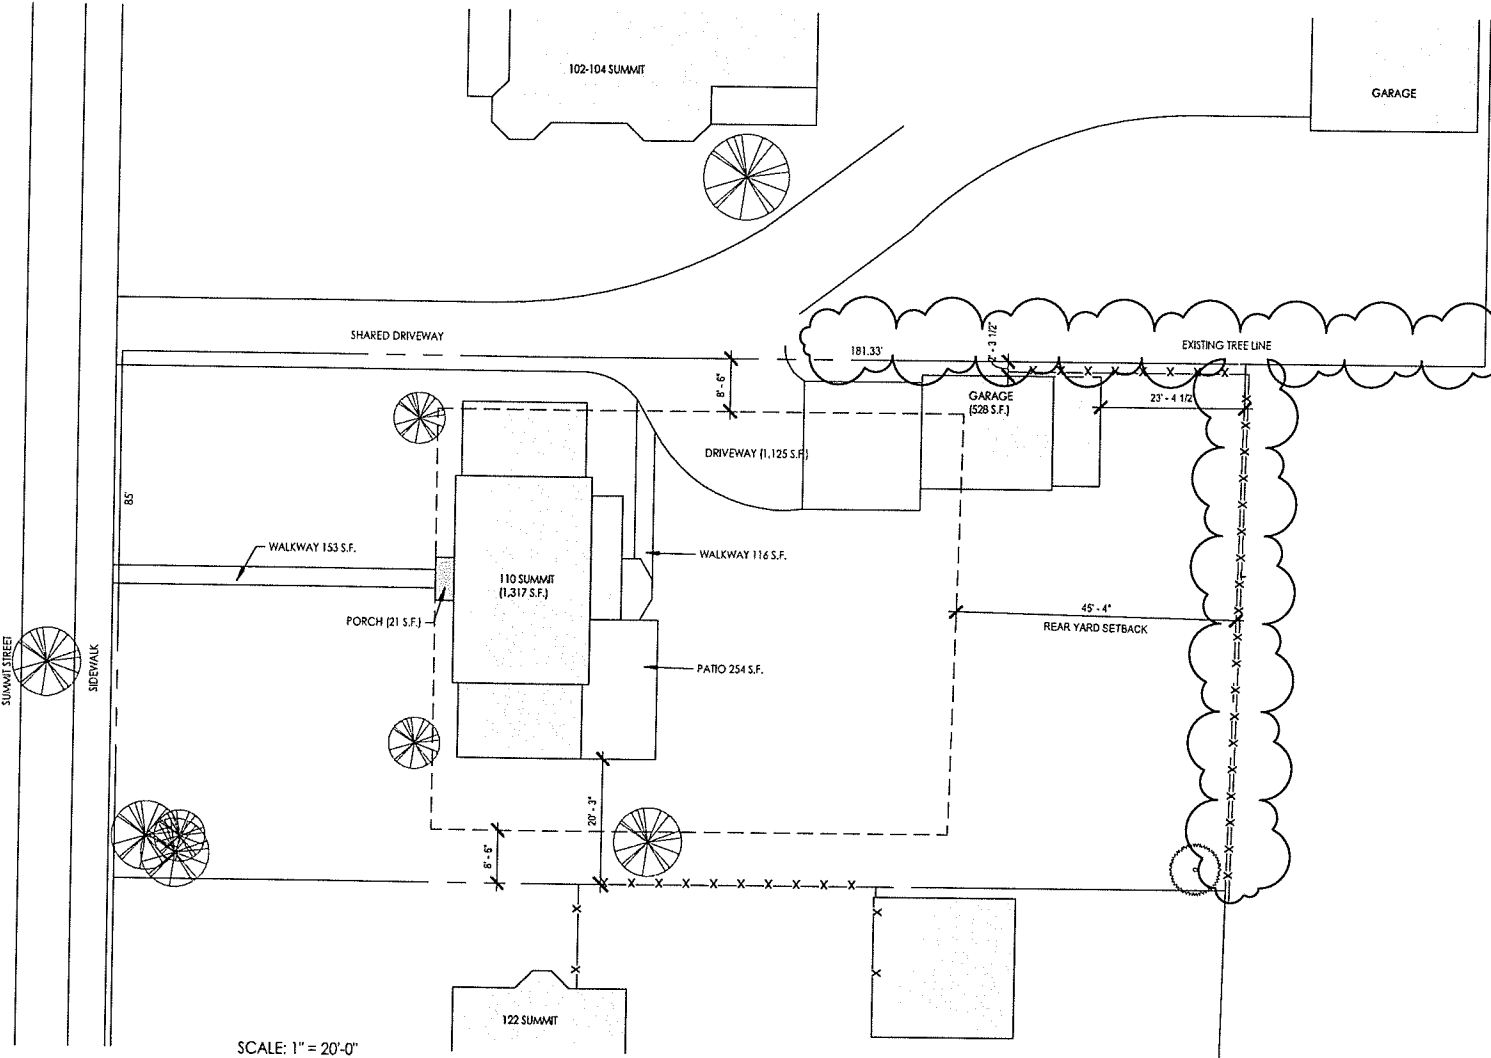 102-104 SUMMIT
GARAGE
SHARED DRIVEWAY
181.33'
2' - 3 1/2"
EXISTING TREE LINE
8' - 6"
GARAGE
(528 S.F.)
23' - 4 1/2
DRIVEWAY (1,125 S.F.)
85'
WALKWAY 153 S.F.
WALKWAY 116 S.F.
110 SUMMIT
(1,317 S.F.)
PORCH (21 S.F.)
45' - 4"
REAR YARD SETBACK
SUMMIT STREET
SIDEWALK
PATIO 254 S.F.
20' - 3"
8' - 6"
122 SUMMIT
SCALE: 1" = 20'-0"